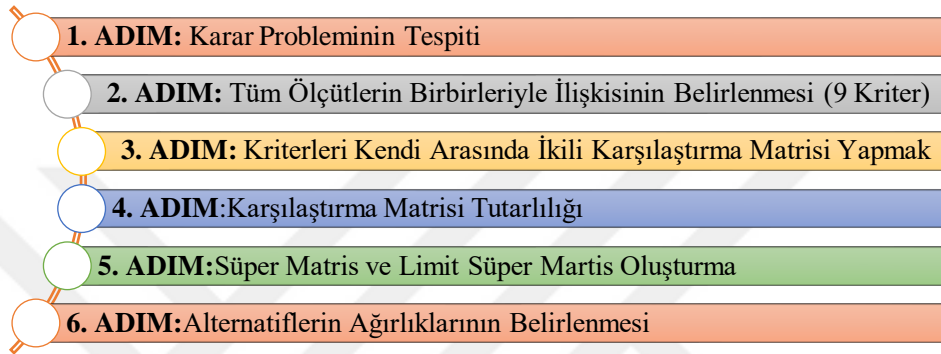 1. ADIM: Karar Probleminin Tespiti
2. ADIM: Tüm Ölçütlerin Birbirleriyle İlişkisinin Belirlenmesi (9 Kriter)
3. ADIM: Kriterleri Kendi Arasında İkili Karşılaştırma Matrisi Yapmak
4. ADIM:Karşılaştırma Matrisi Tutarlılığı
5. ADIM:Süper Matris ve Limit Süper Martis Oluşturma
6. ADIM:Alternatiflerin Ağırlıklarının Belirlenmesi